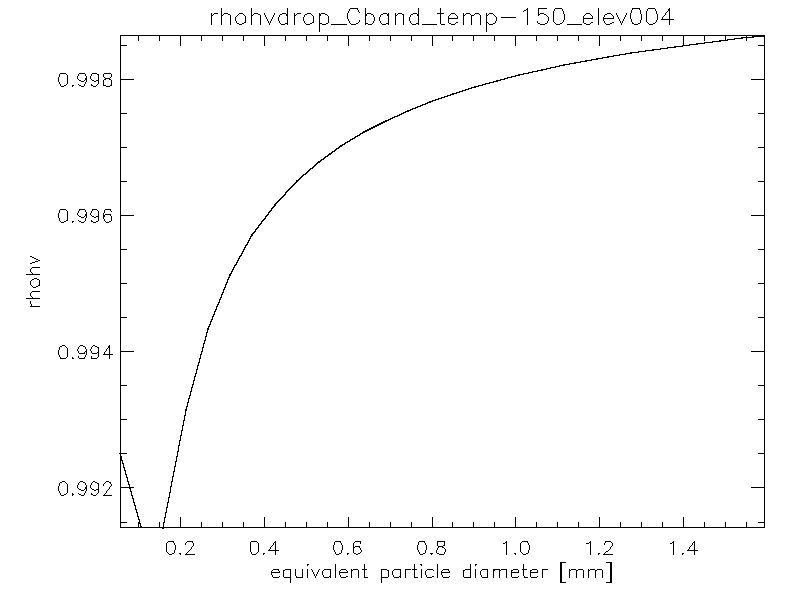 rhohvdrop_Cband_temp-150_elev004
0.998
0.996
0.994
0.992
rhohv
0.2 0.4 0.6 0.8 1.0 1.2 1.4
equivalent particle diameter [mm]